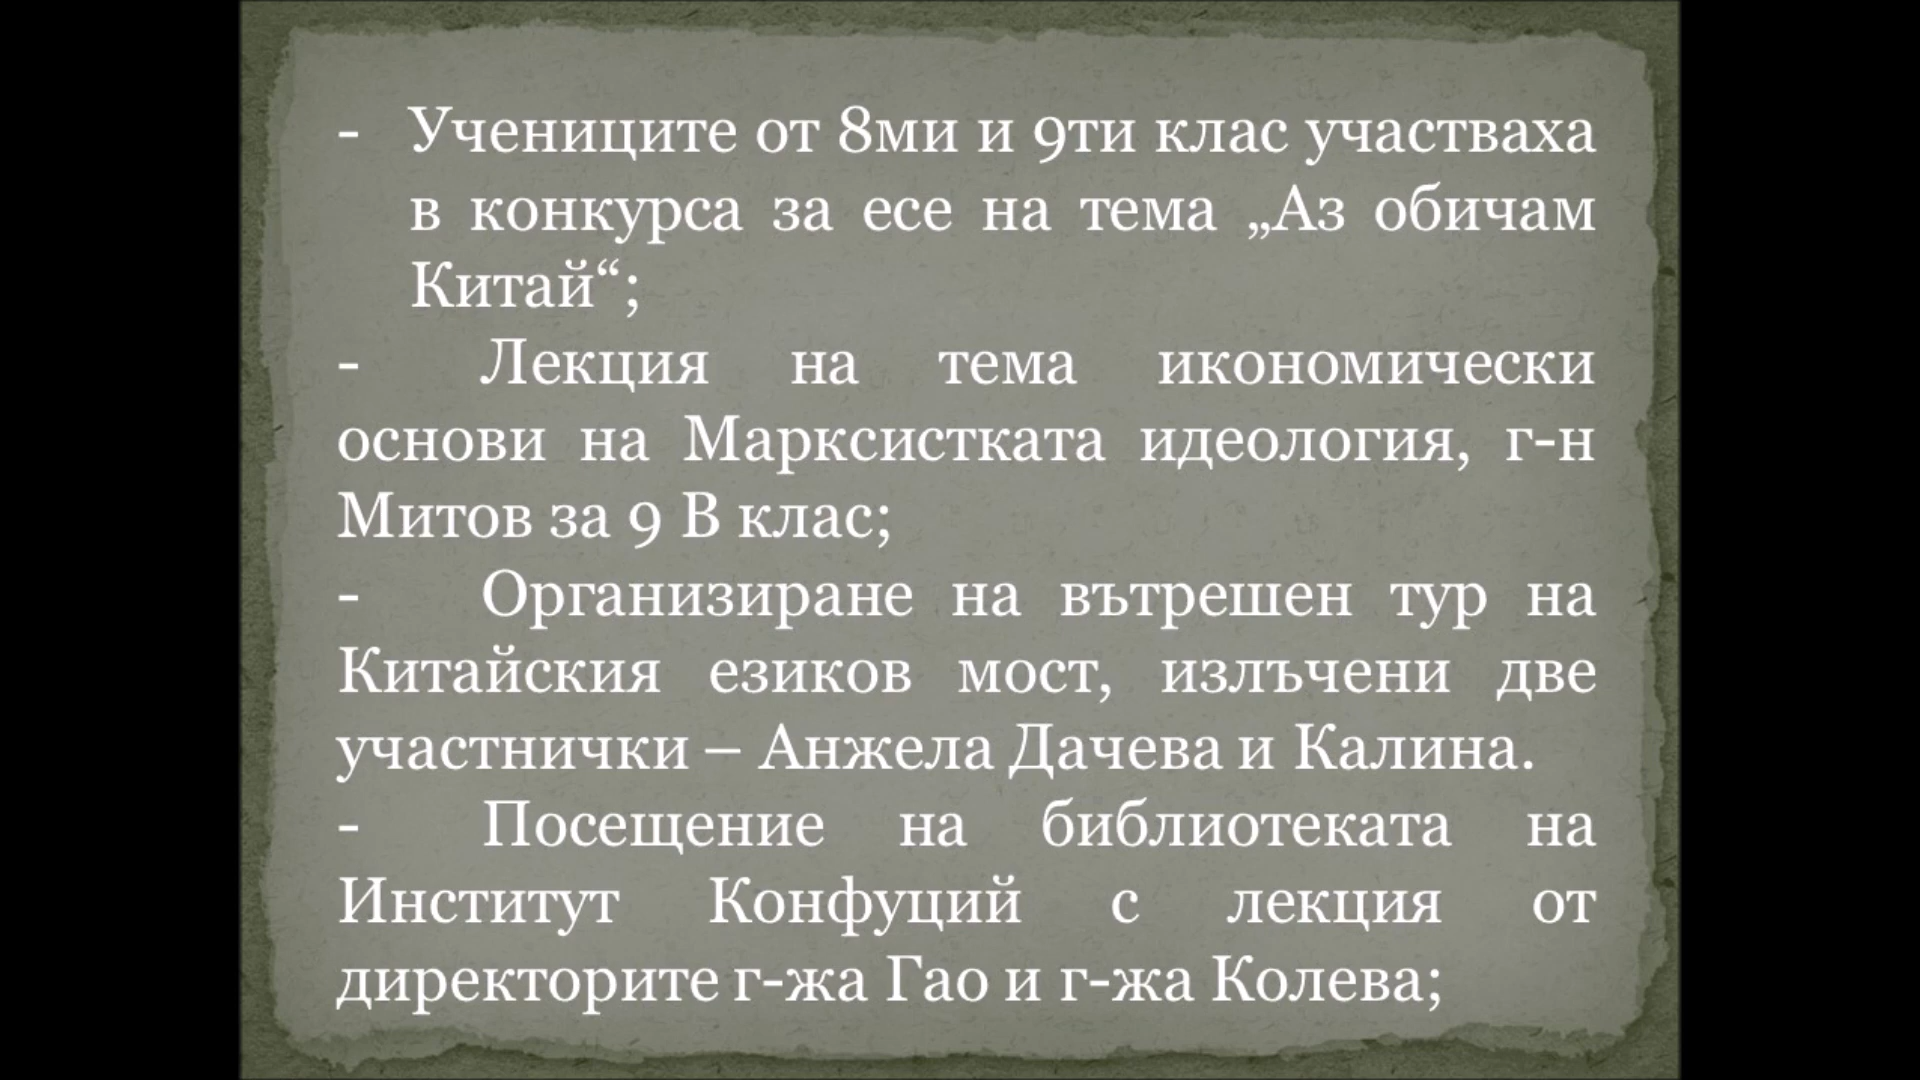 - Учениците от 8ми и 9ти клас участваха
в конкурса за есе на тема „Аз обичам
Китай“;
- Лекция на тема икономически
основи на Марксистката идеология, г-н
Митов за 9 В клас;
- Организиране на вътрешен тур на
Китайския езиков мост, излъчени две
участнички – Анжела Дачева и Калина.
- Посещение на библиотеката на
Институт Конфуций с лекция от
директорите г-жа Гао и г-жа Колева;